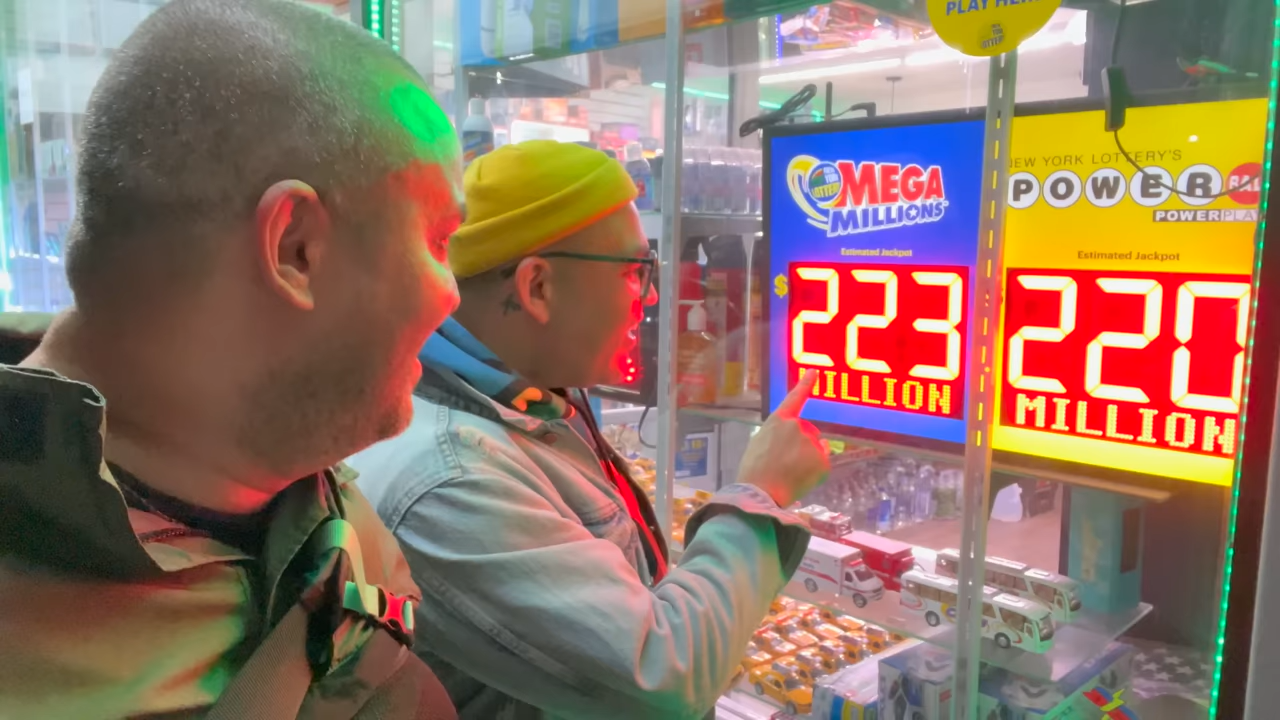 PLAY HERE
MEGA
MILLIONS
Estimated Jackpot
$
223
MILLION
NEW YORK LOTTERY'S
POWERBALL
POWERPLAY
Estimated Jackpot
220
MILLION